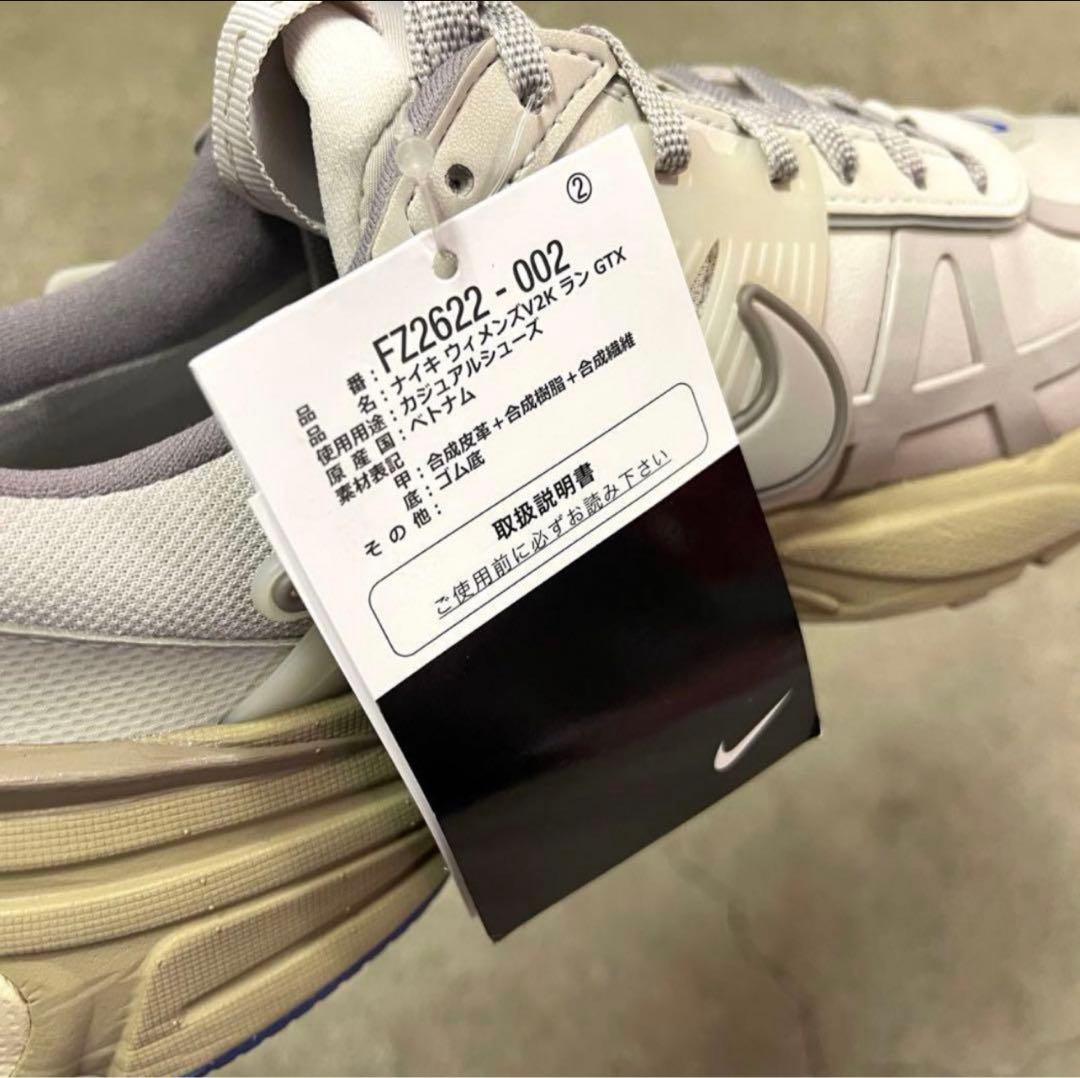 ②
品番：FZ2622 - 002
品名：ナイキ ウィメンズV2K ラン GTX
使用用途：カジュアルシューズ
原産国：ベトナム
素材表記
甲：合成皮革＋合成樹脂＋合成繊維
底：ゴム底
その他：
取扱説明書
ご使用前に必ずお読み下さい